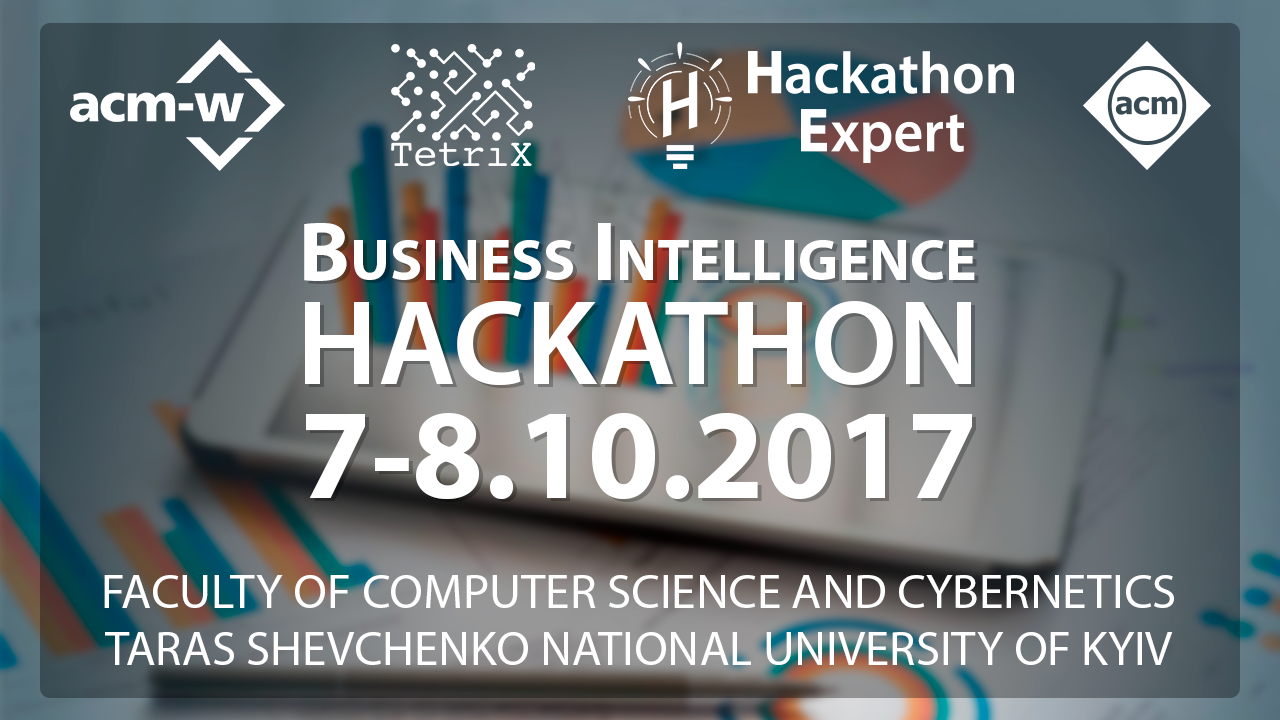 acm-w
TetriX
H
Hackathon
Expert
acm
Business Intelligence
HACKATHON
7-8.10.2017
FACULTY OF COMPUTER SCIENCE AND CYBERNETICS
TARAS SHEVCHENKO NATIONAL UNIVERSITY OF KYIV